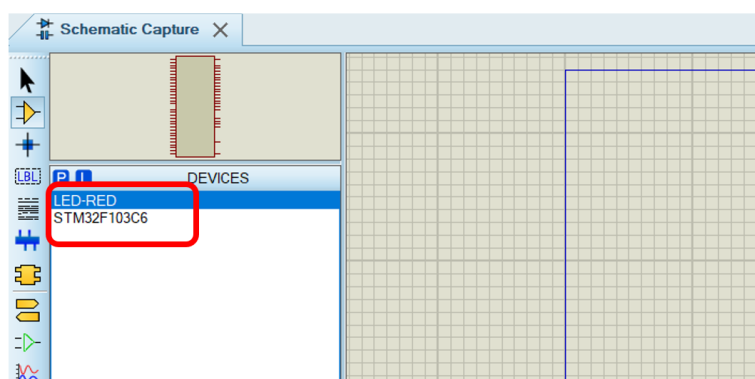 Schematic Capture
LBL
P L DEVICES
LED-RED
STM32F103C6